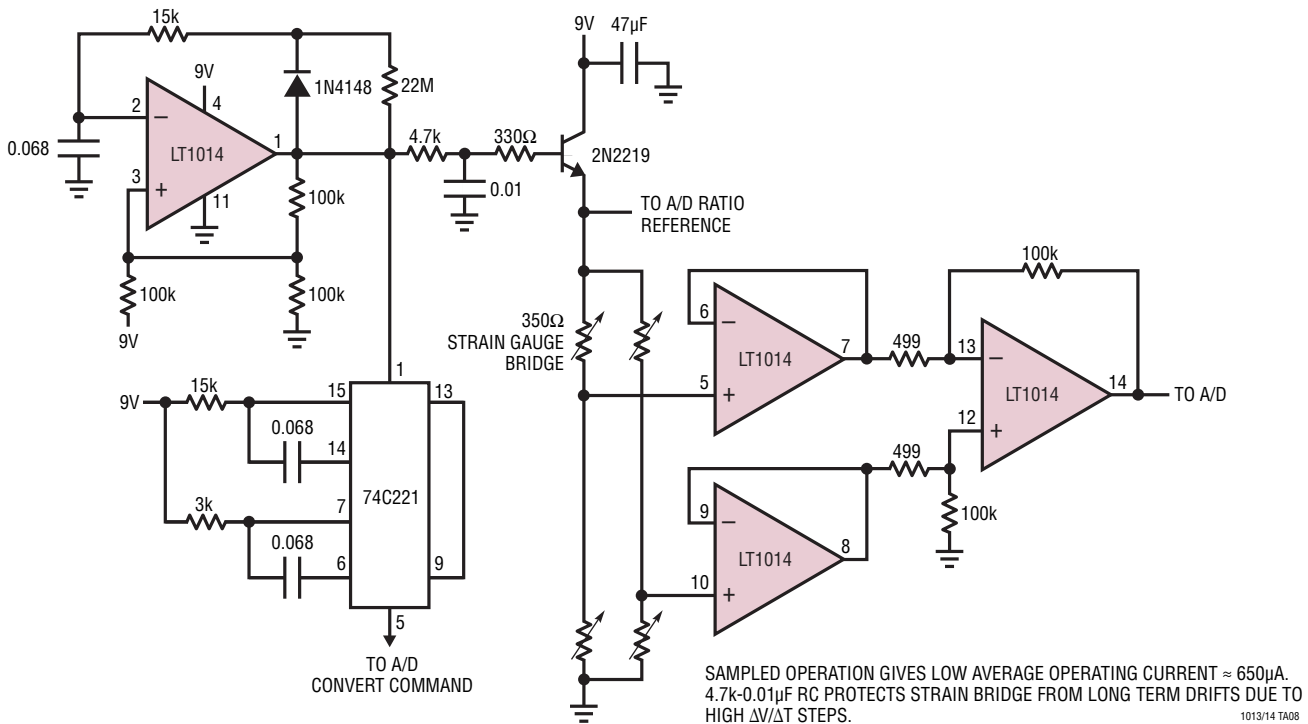 15k
9V
1N4148
22M
2
4
0.068
LT1014
1
3
11
100k
100k
100k
9V
4.7k
330Ω
0.01
9V
47µF
2N2219
TO A/D RATIO
REFERENCE
350Ω
STRAIN GAUGE
BRIDGE
6
5
LT1014
7
499
100k
13
12
LT1014
14
TO A/D
9
10
LT1014
8
499
100k
1
9V
15k
15
13
0.068
14
74C221
3k
7
0.068
6
9
5
TO A/D
CONVERT COMMAND
SAMPLED OPERATION GIVES LOW AVERAGE OPERATING CURRENT ≈ 650µA.
4.7k-0.01µF RC PROTECTS STRAIN BRIDGE FROM LONG TERM DRIFTS DUE TO
HIGH ∆V/∆T STEPS.
1013/14 TA08